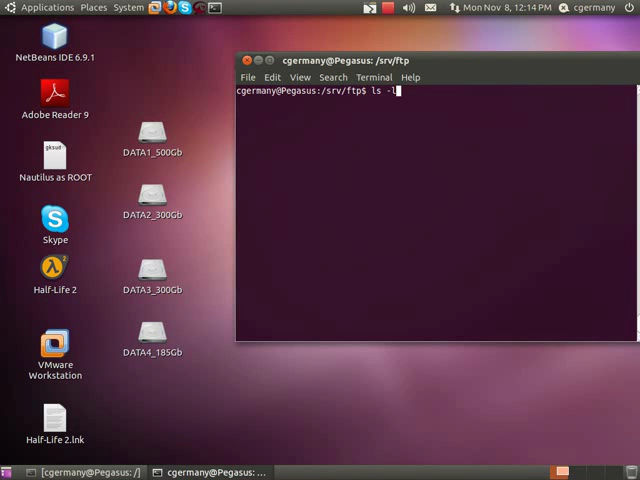 Applications Places System
Mon Nov 8, 12:14 PM
cgermany
NetBeans IDE 6.9.1
Adobe Reader 9
gksud
Nautilus as ROOT
Skype
Half-Life 2
VMware
Workstation
Half-Life 2.lnk
DATA1_500Gb
DATA2_300Gb
DATA3_300Gb
DATA4_185Gb
cgermany@Pegasus: /srv/ftp
File Edit View Search Terminal Help
cgermany@Pegasus:/srv/ftp$ ls -l
[cgermany@Pegasus: /]
cgermany@Pegasus: ...